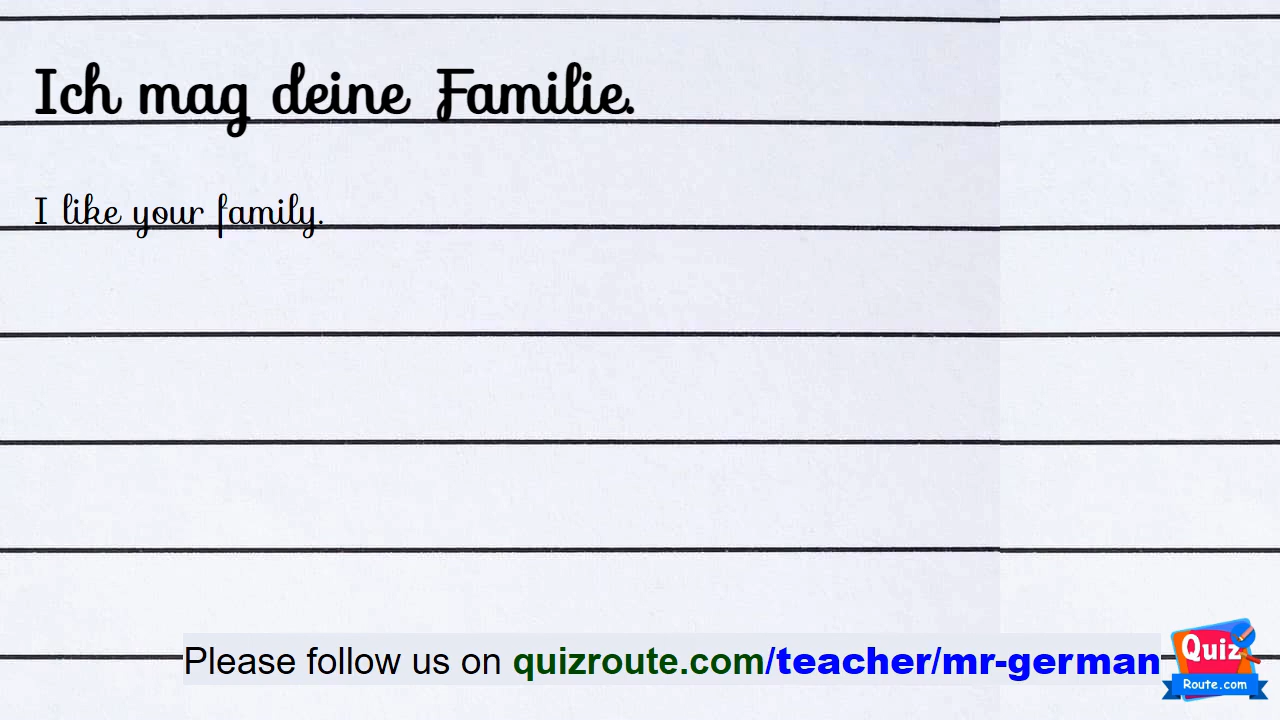 Ich mag deine Familie.
I like your family.
Please follow us on quizroute.com/teacher/mr-german
Quiz
Route.com